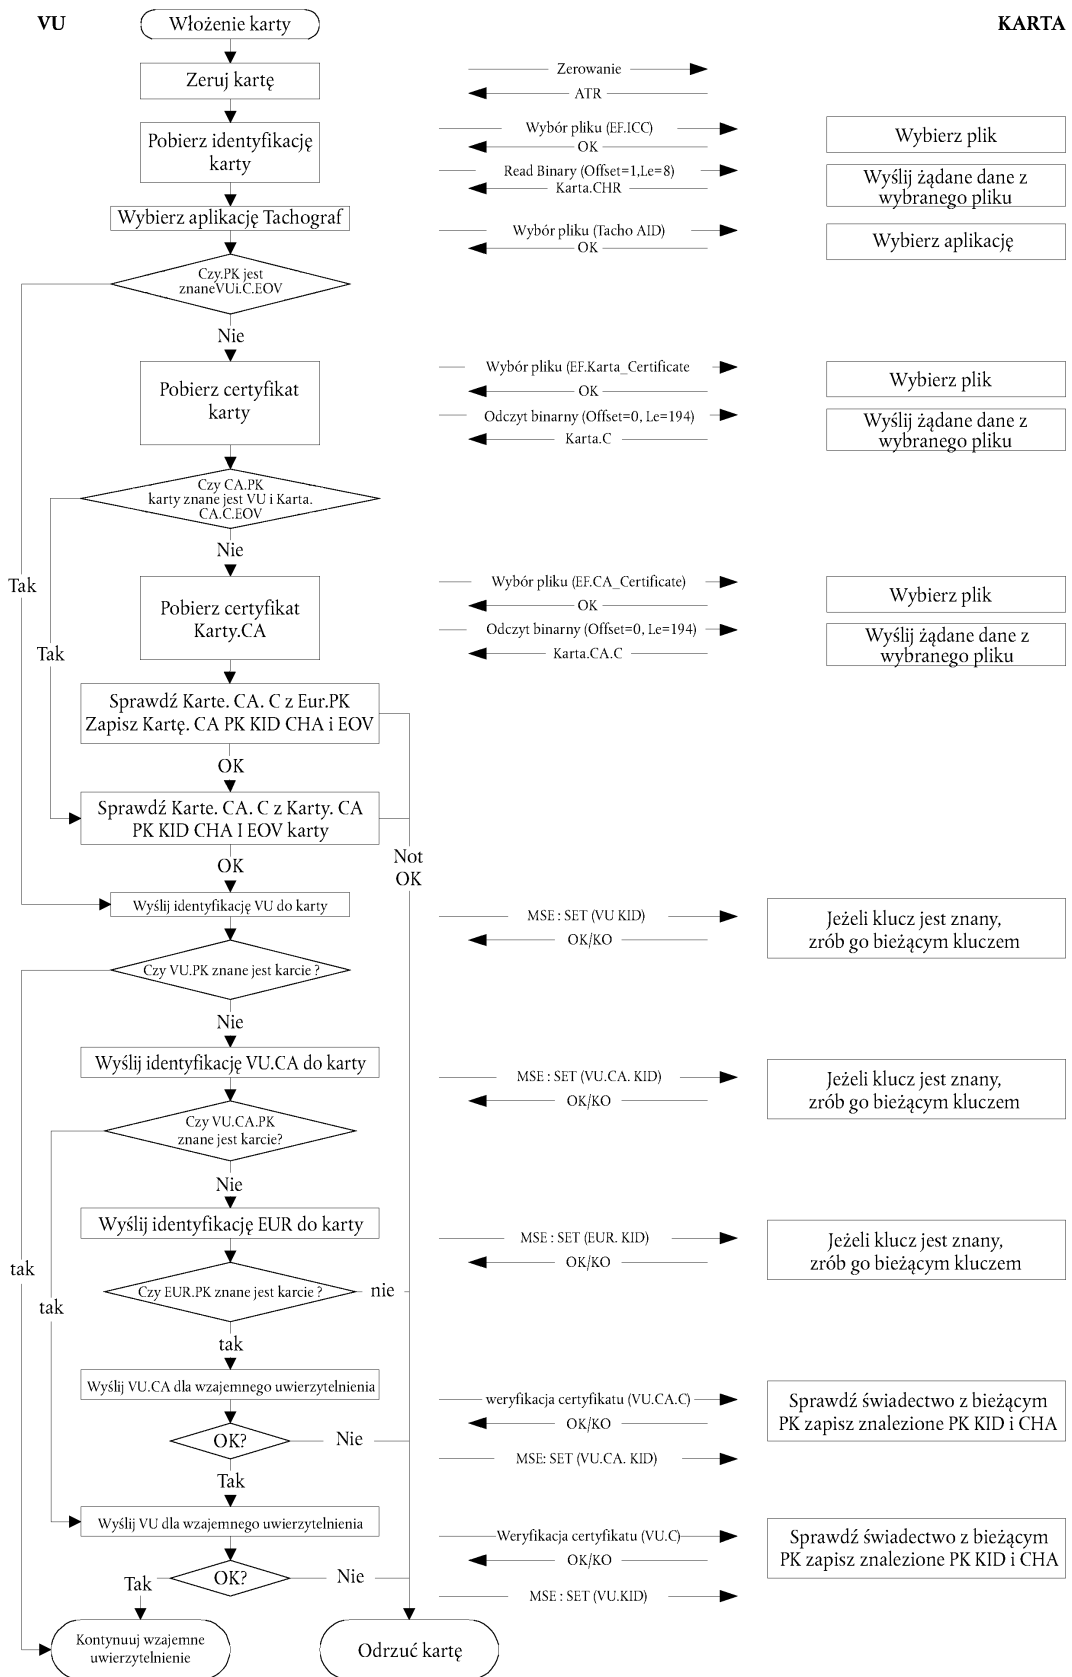 VU
KARTA
Włożenie karty
Zeruj kartę
Zerowanie
ATR
Pobierz identyfikację
karty
Wybór pliku (EF.ICC)
OK
Wybierz plik
Read Binary (Offset=1,Le=8)
Karta.CHR
Wyślij żądane dane z
wybranego pliku
Wybierz aplikację Tachograf
Wybór pliku (Tacho AID)
OK
Wybierz aplikację
Czy.PK jest
znaneVUi.C.EOV
Nie
Pobierz certyfikat
karty
Wybór pliku (EF.Karta_Certificate
OK
Wybierz plik
Odczyt binarny (Offset=0, Le=194)
Karta.C
Wyślij żądane dane z
wybranego pliku
Czy CA.PK
karty znane jest VU i Karta.
CA.C.EOV
Nie
Tak
Pobierz certyfikat
Karty.CA
Wybór pliku (EF.CA_Certificate)
OK
Wybierz plik
Tak
Odczyt binarny (Offset=0, Le=194)
Karta.CA.C
Wyślij żądane dane z
wybranego pliku
Sprawdź Karte. CA. C z Eur.PK
Zapisz Kartę. CA PK KID CHA i EOV
OK
Sprawdź Karte. CA. C z Karty. CA
PK KID CHA I EOV karty
OK
Not
OK
Wyślij identyfikację VU do karty
MSE : SET (VU KID)
OK/KO
Jeżeli klucz jest znany,
zrób go bieżącym kluczem
Czy VU.PK znane jest karcie ?
Nie
Wyślij identyfikację VU.CA do karty
MSE : SET (VU.CA. KID)
OK/KO
Jeżeli klucz jest znany,
zrób go bieżącym kluczem
Czy VU.CA.PK
znane jest karcie?
Nie
Wyślij identyfikację EUR do karty
MSE : SET (EUR. KID)
OK/KO
Jeżeli klucz jest znany,
zrób go bieżącym kluczem
tak
tak
Czy EUR.PK znane jest karcie ?
nie
tak
Wyślij VU.CA dla wzajemnego uwierzytelnienia
weryfikacja certyfikatu (VU.CA.C)
OK/KO
Sprawdź świadectwo z bieżącym
PK zapisz znalezione PK KID i CHA
OK?
Nie
MSE: SET (VU.CA. KID)
Tak
Wyślij VU dla wzajemnego uwierzytelnienia
Weryfikacja certyfikatu (VU.C)
OK/KO
Sprawdź świadectwo z bieżącym
PK zapisz znalezione PK KID i CHA
OK?
Nie
Tak
MSE : SET (VU.KID)
Kontynuuj wzajemne
uwierzytelnienie
Odrzuć kartę